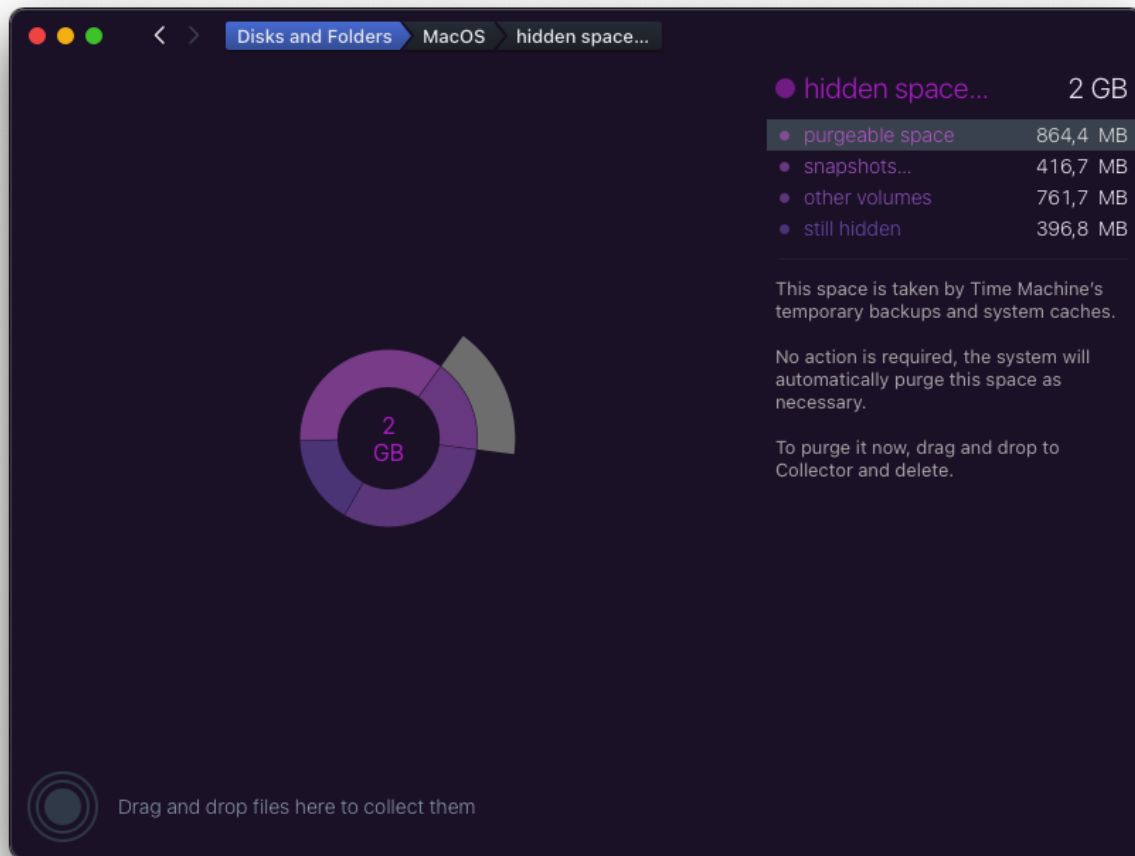 Disks and Folders MacOS hidden space...
hidden space... 2 GB
purgeable space 864,4 MB
snapshots... 416,7 MB
other volumes 761,7 MB
still hidden 396,8 MB
This space is taken by Time Machine's
temporary backups and system caches.
No action is required, the system will
automatically purge this space as
necessary.
To purge it now, drag and drop to
Collector and delete.
2
GB
Drag and drop files here to collect them